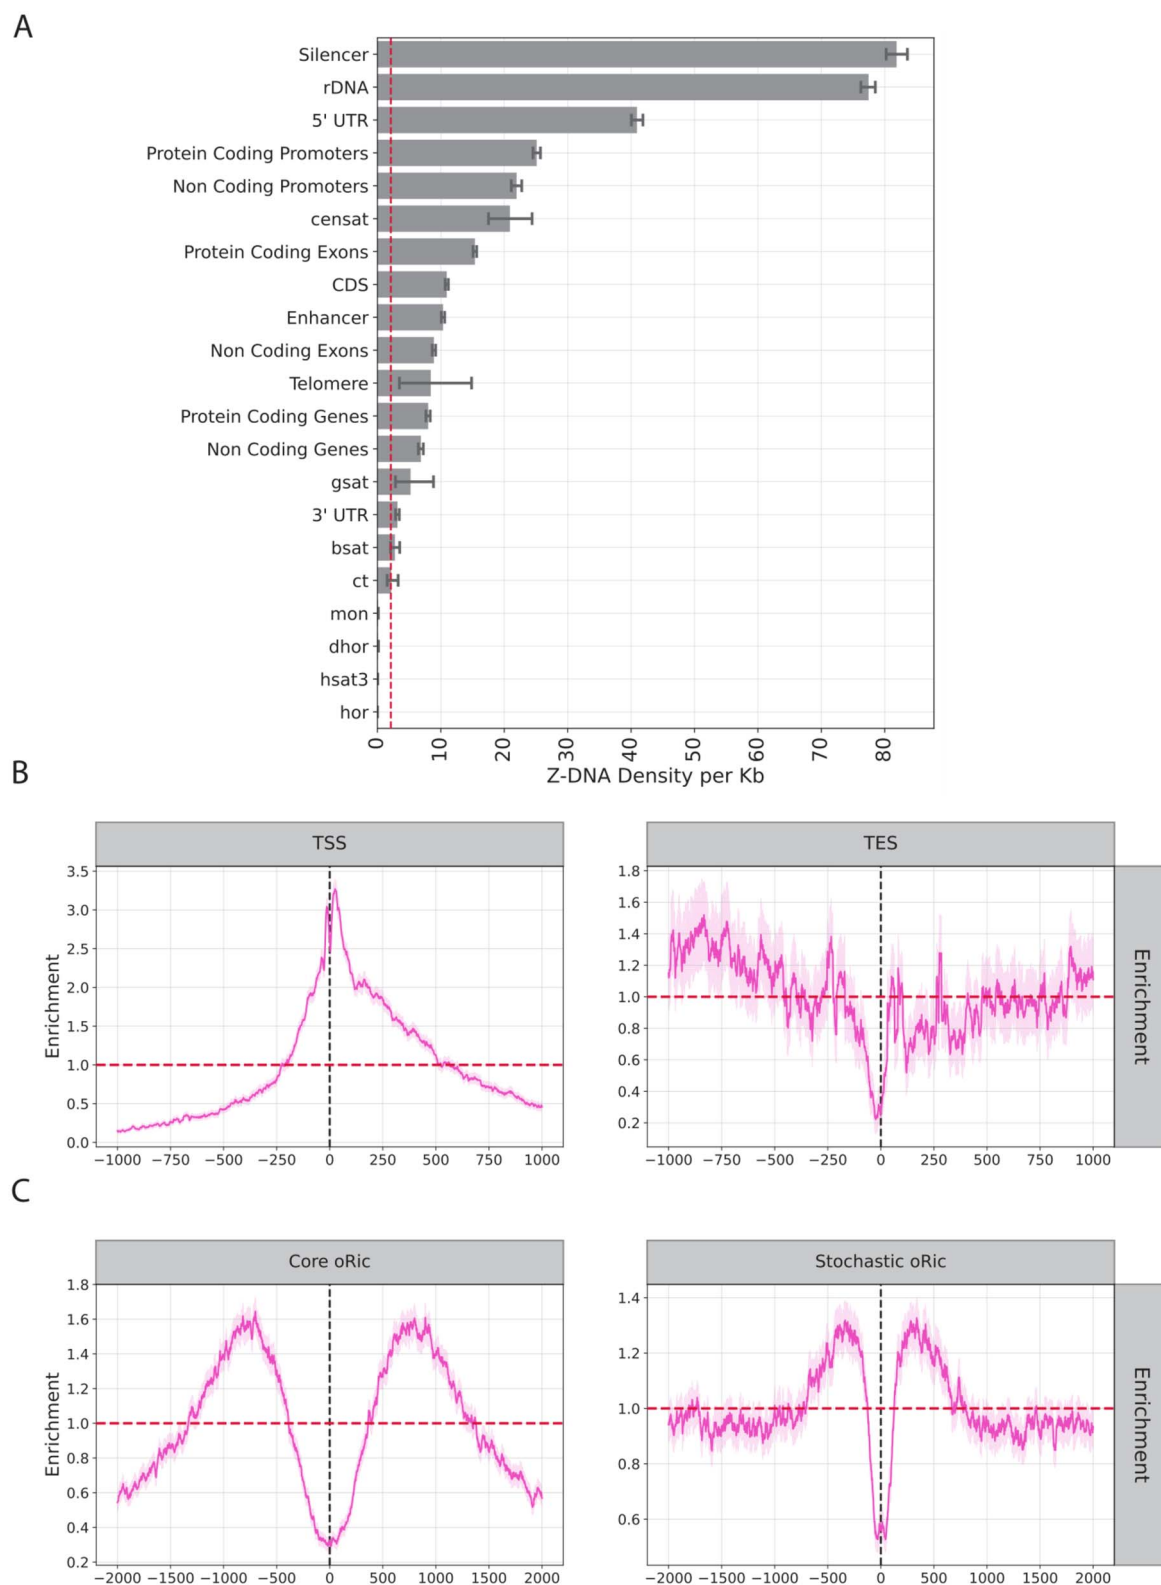 A
Silencer
rDNA
5' UTR
Protein Coding Promoters
Non Coding Promoters
censat
Protein Coding Exons
CDS
Enhancer
Non Coding Exons
Telomere
Protein Coding Genes
Non Coding Genes
gsat
3' UTR
bsat
ct
mon
dhor
hsat3
hor
0 10 20 30 40 50 60 70 80
Z-DNA Density per Kb
B
TSS
Enrichment
3.5
3.0
2.5
2.0
1.5
1.0
0.5
0.0
−1000 −750 −500 −250 0 250 500 750 1000
TES
1.8
1.6
1.4
1.2
1.0
0.8
0.6
0.4
0.2
−1000 −750 −500 −250 0 250 500 750 1000
Enrichment
C
Core oRic
Enrichment
1.8
1.6
1.4
1.2
1.0
0.8
0.6
0.4
0.2
−2000 −1500 −1000 −500 0 500 1000 1500 2000
Stochastic oRic
1.4
1.2
1.0
0.8
0.6
−2000 −1500 −1000 −500 0 500 1000 1500 2000
Enrichment